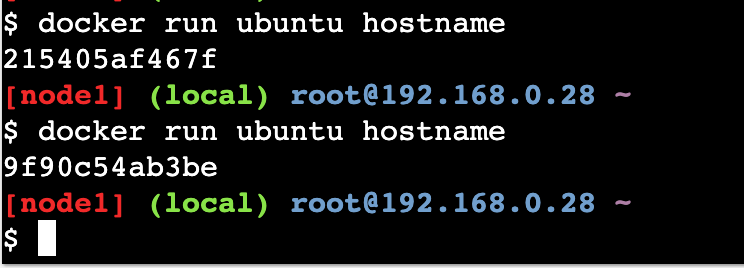 $ docker run ubuntu hostname
215405af467f
[node1] (local) root@192.168.0.28 ~
$ docker run ubuntu hostname
9f90c54ab3be
[node1] (local) root@192.168.0.28 ~
$